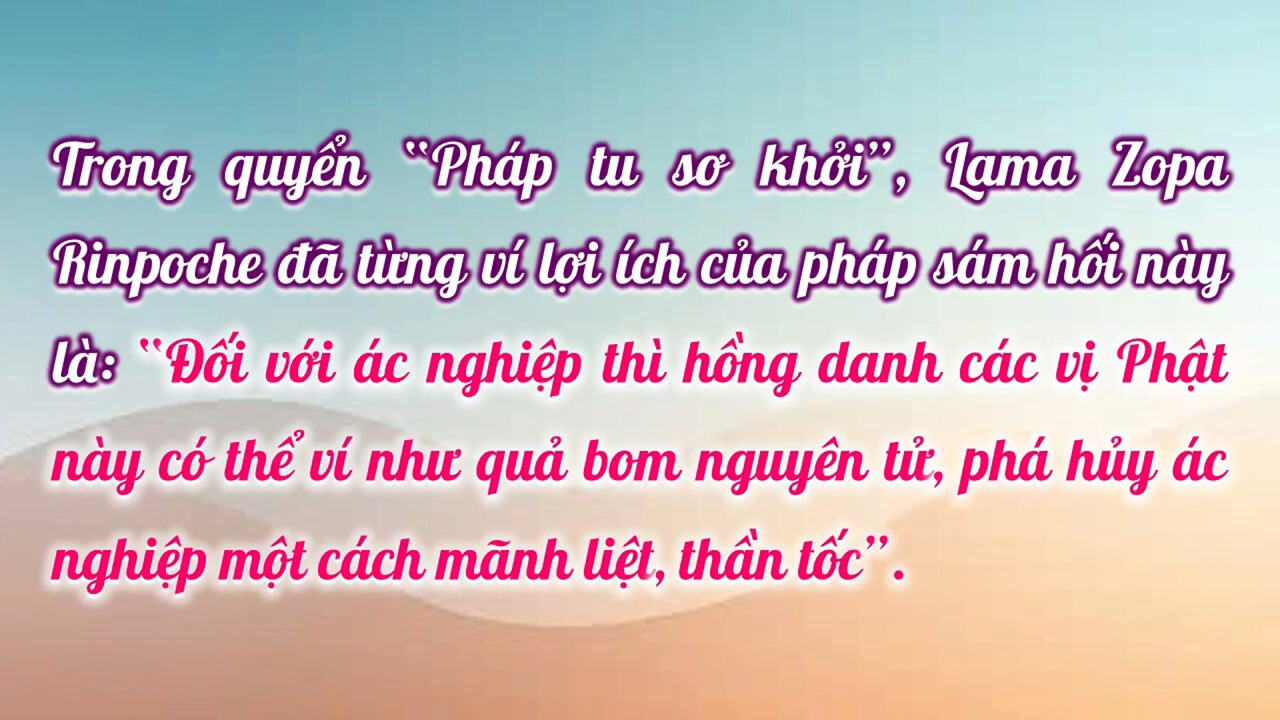 Trong quyển “Pháp tu sơ khởi”, Lama Zopa
Rinpoche đã từng ví lợi ích của pháp sám hối này
là: “Đối với ác nghiệp thì hồng danh các vị Phật
này có thể ví như quả bom nguyên tử, phá hủy ác
nghiệp một cách mãnh liệt, thần tốc”.